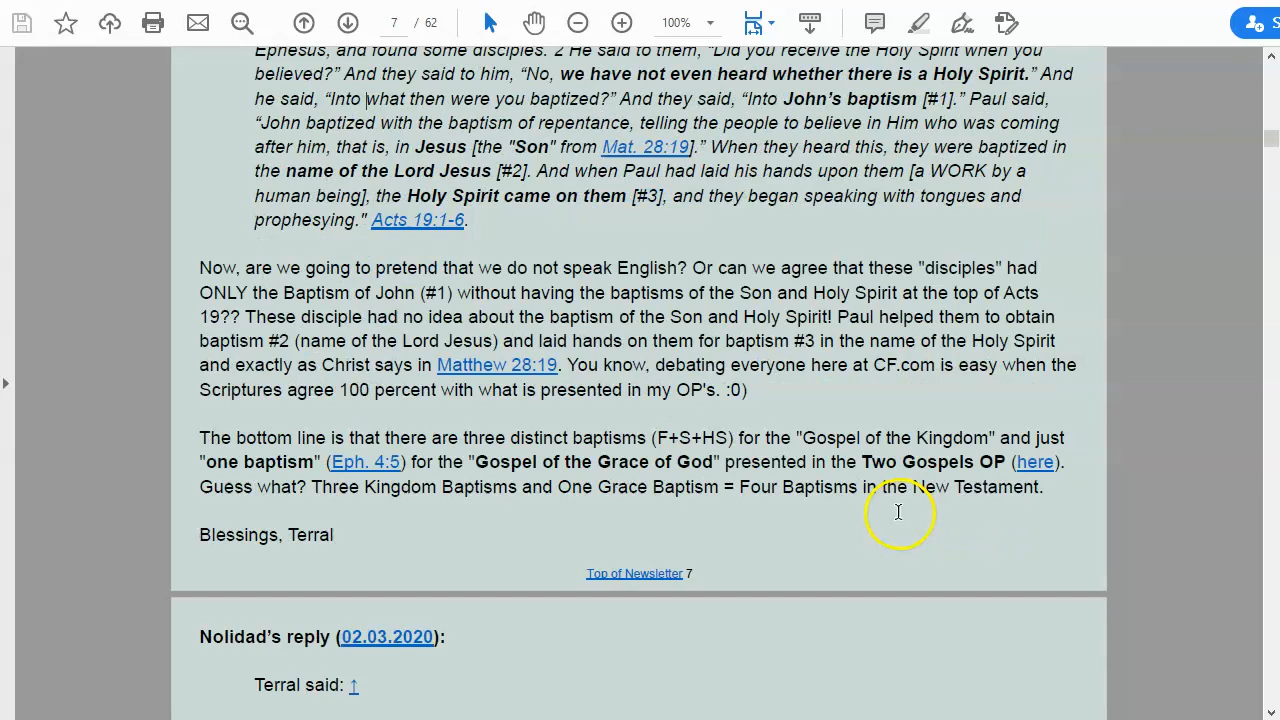 7 / 62 100% S
Ephesus, and found some disciples. 2 He said to them, “Did you receive the Holy Spirit when you
believed?” And they said to him, “No, we have not even heard whether there is a Holy Spirit.” And
he said, “Into what then were you baptized?” And they said, “Into John’s baptism [#1].” Paul said,
“John baptized with the baptism of repentance, telling the people to believe in Him who was coming
after him, that is, in Jesus [the "Son" from Mat. 28:19].” When they heard this, they were baptized in
the name of the Lord Jesus [#2]. And when Paul had laid his hands upon them [a WORK by a
human being], the Holy Spirit came on them [#3], and they began speaking with tongues and
prophesying." Acts 19:1-6.
Now, are we going to pretend that we do not speak English? Or can we agree that these "disciples" had
ONLY the Baptism of John (#1) without having the baptisms of the Son and Holy Spirit at the top of Acts
19?? These disciple had no idea about the baptism of the Son and Holy Spirit! Paul helped them to obtain
baptism #2 (name of the Lord Jesus) and laid hands on them for baptism #3 in the name of the Holy Spirit
and exactly as Christ says in Matthew 28:19. You know, debating everyone here at CF.com is easy when the
Scriptures agree 100 percent with what is presented in my OP's. :0)
The bottom line is that there are three distinct baptisms (F+S+HS) for the "Gospel of the Kingdom" and just
"one baptism" (Eph. 4:5) for the "Gospel of the Grace of God" presented in the Two Gospels OP (here).
Guess what? Three Kingdom Baptisms and One Grace Baptism = Four Baptisms in the New Testament.
Blessings, Terral
Top of Newsletter 7
Nolidad’s reply (02.03.2020):
Terral said: ↑